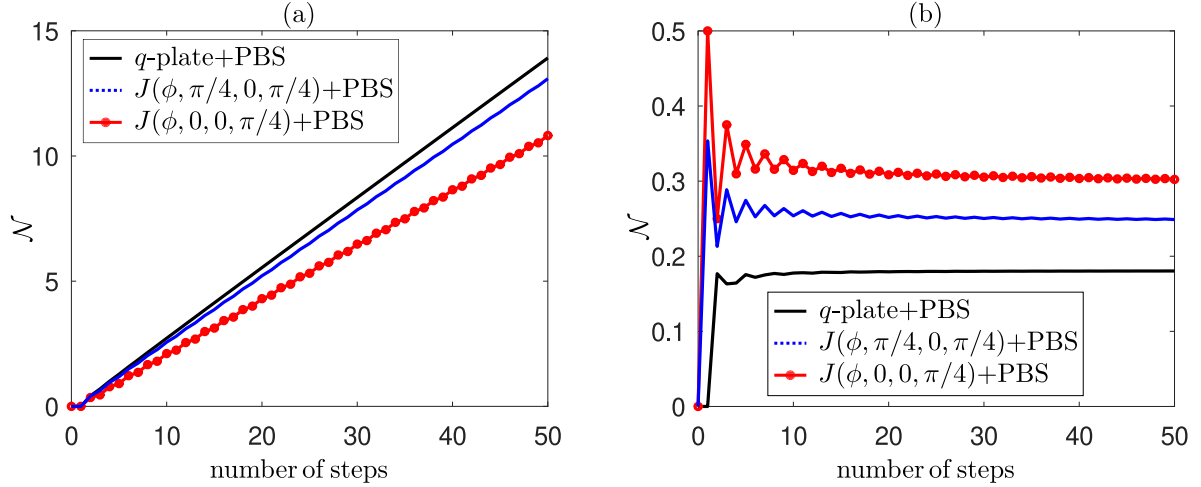 (a)
15
10
5
0
𝒩
q-plate+PBS
J(ϕ, π/4, 0, π/4)+PBS
J(ϕ, 0, 0, π/4)+PBS
0 10 20 30 40 50
number of steps
(b)
0.5
0.4
0.3
0.2
0.1
0
𝒩
q-plate+PBS
J(ϕ, π/4, 0, π/4)+PBS
J(ϕ, 0, 0, π/4)+PBS
0 10 20 30 40 50
number of steps